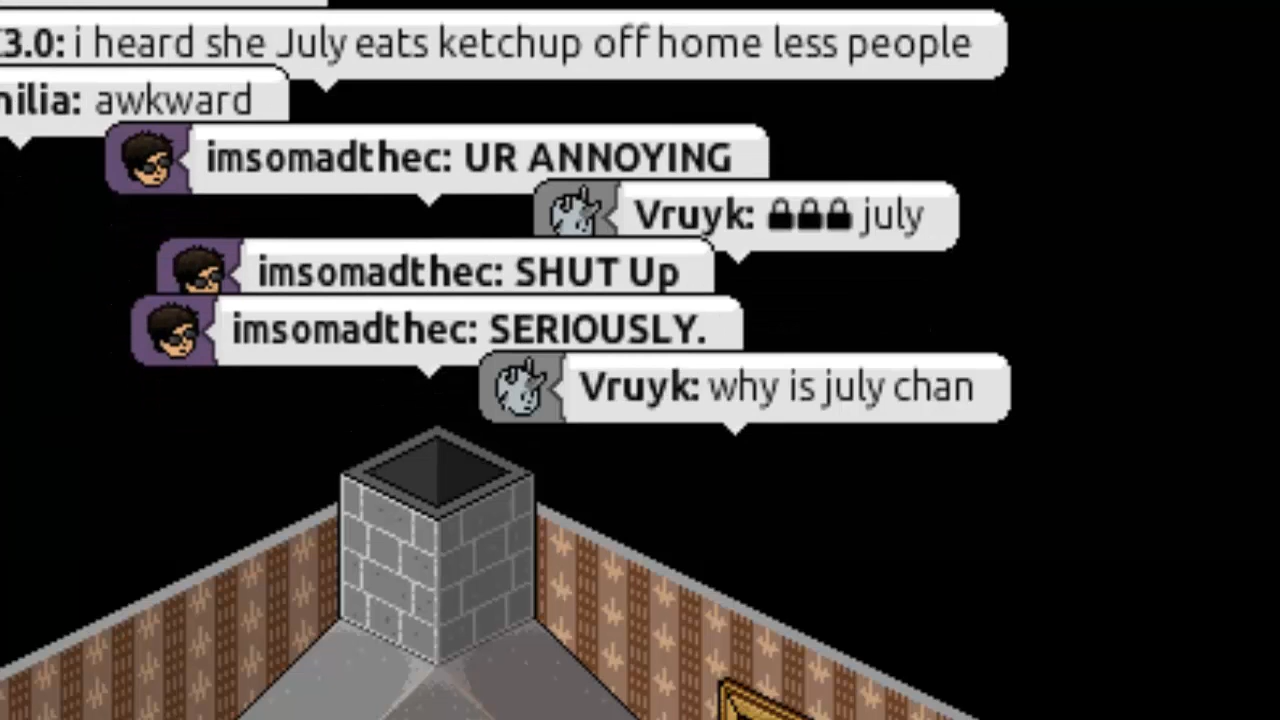 3.0: i heard she July eats ketchup off home less people
nilia: awkward
imsomadthec: UR ANNOYING
Vruyk: 🔒🔒🔒 july
imsomadthec: SHUT Up
imsomadthec: SERIOUSLY.
Vruyk: why is july chan